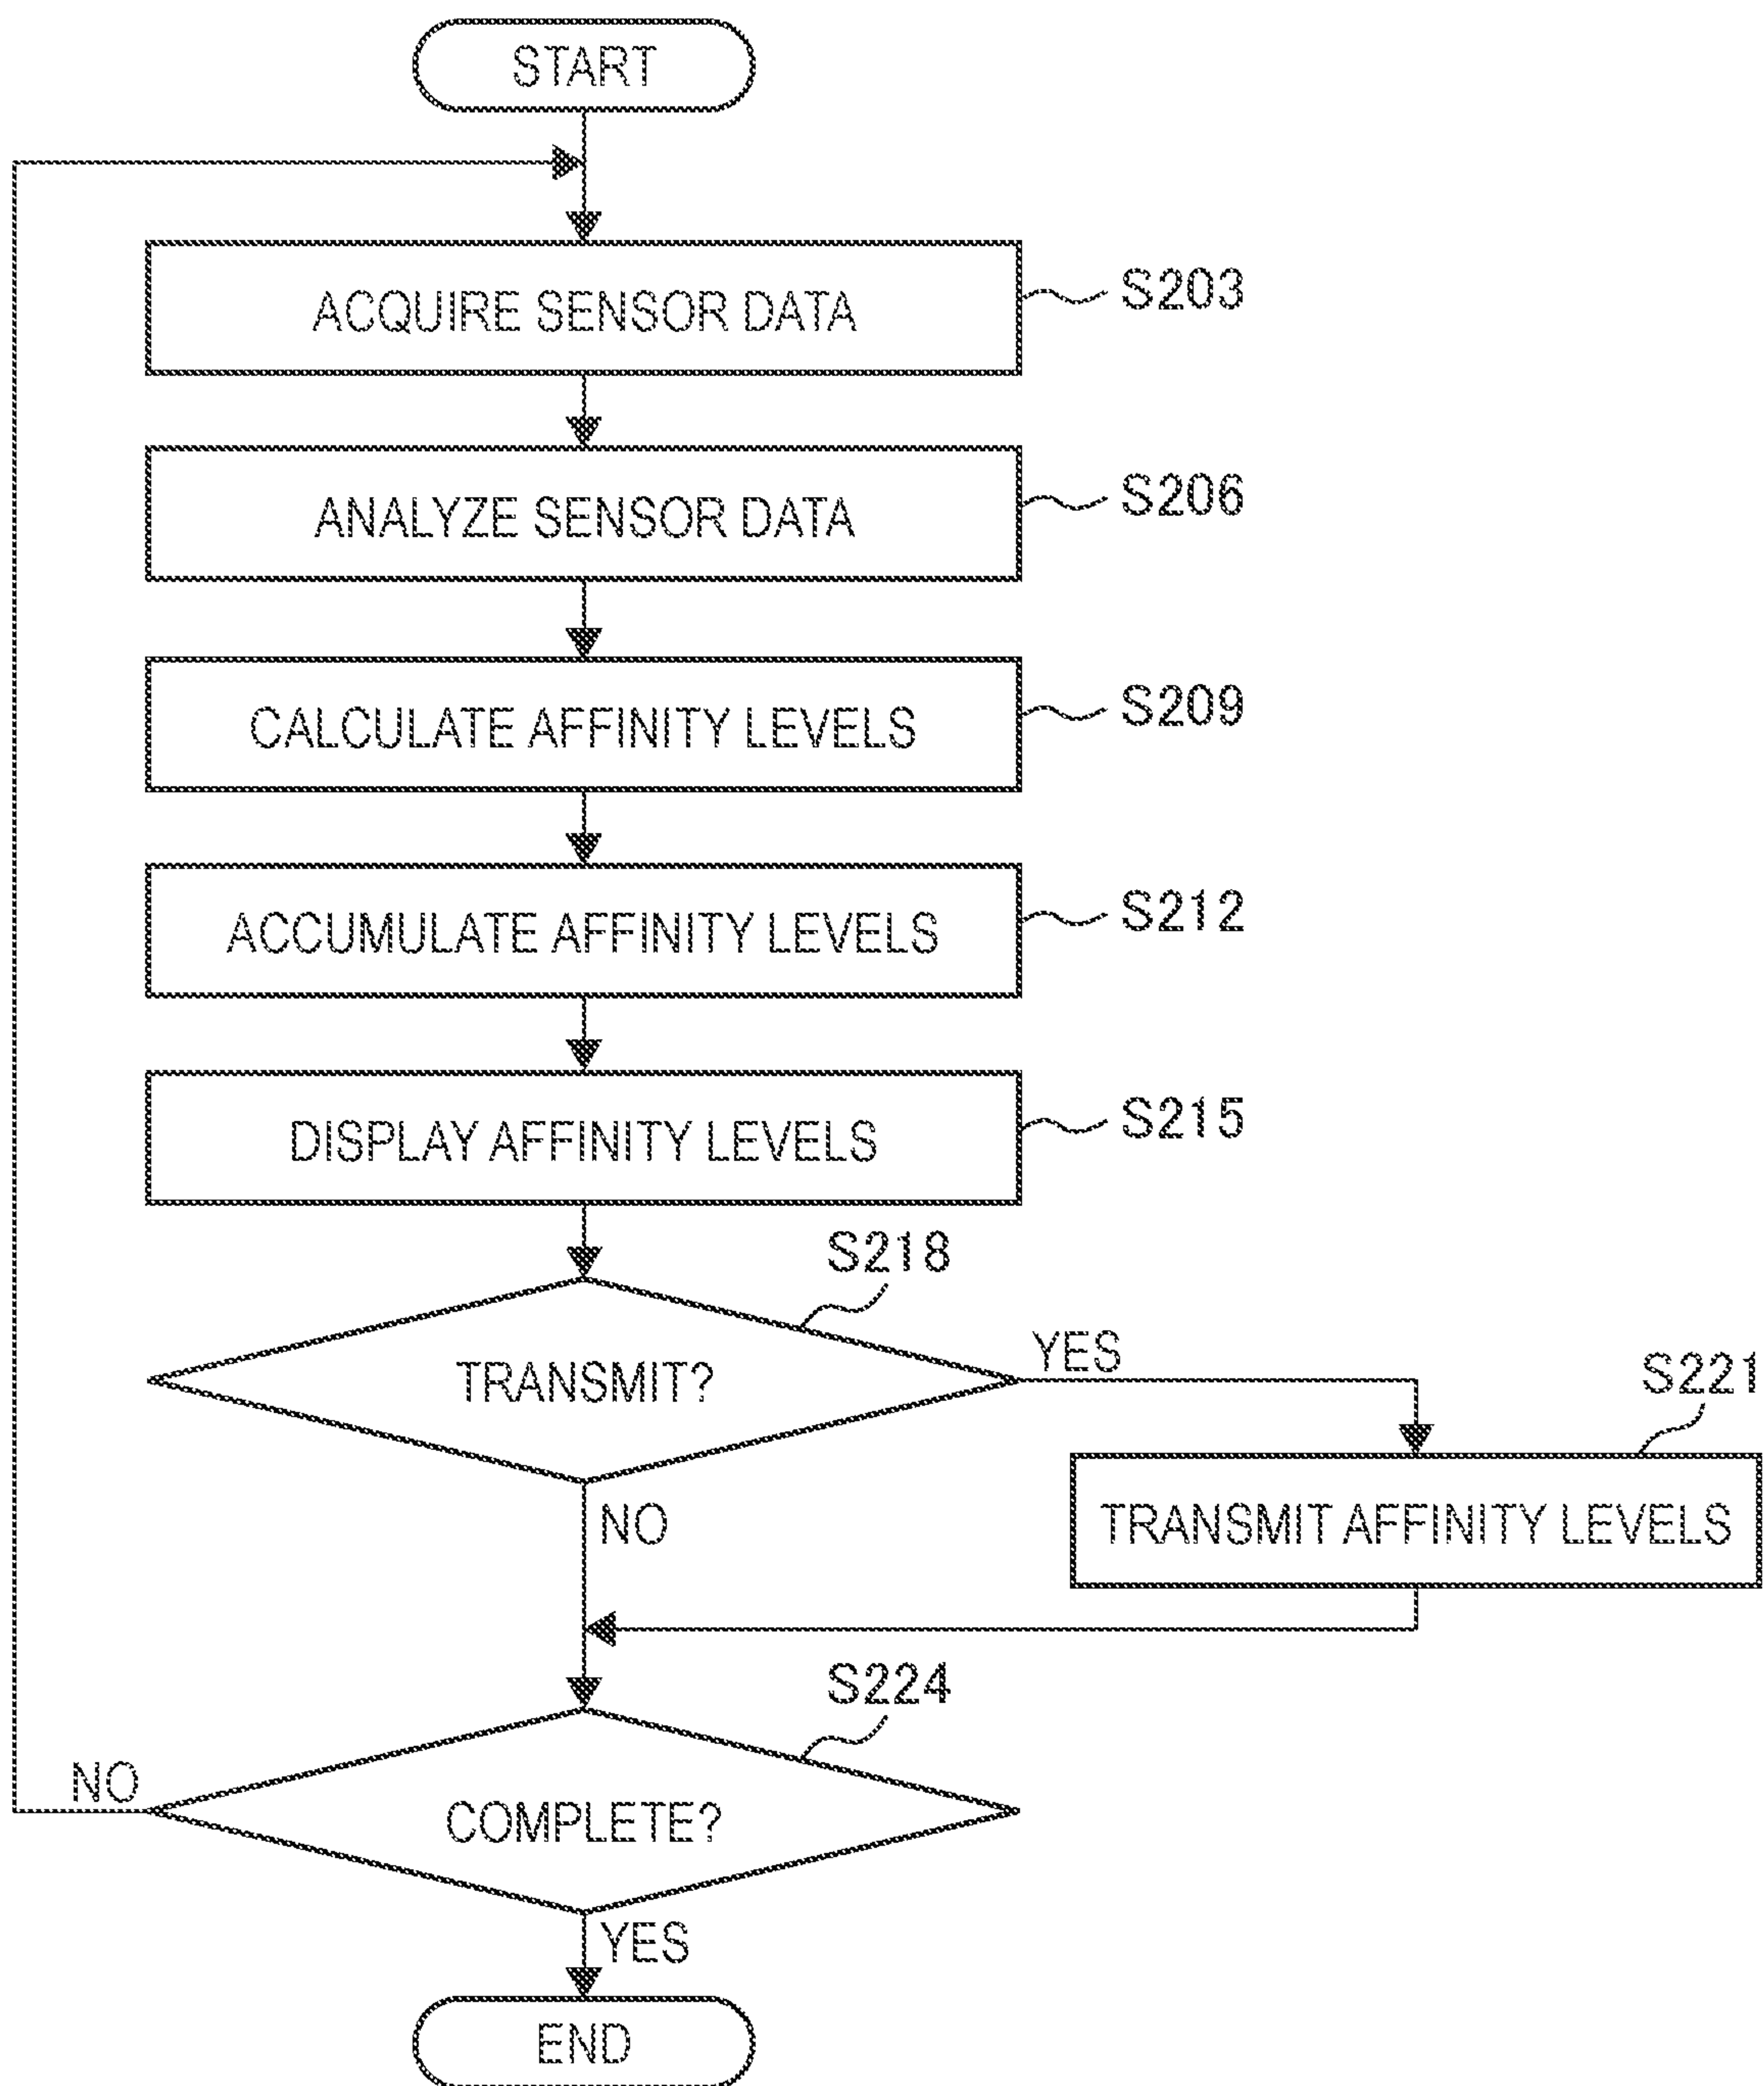 START
ACQUIRE SENSOR DATA
S203
ANALYZE SENSOR DATA
S206
CALCULATE AFFINITY LEVELS
S209
ACCUMULATE AFFINITY LEVELS
S212
DISPLAY AFFINITY LEVELS
S215
S218
TRANSMIT?
YES
S221
TRANSMIT AFFINITY LEVELS
NO
S224
COMPLETE?
NO
YES
END